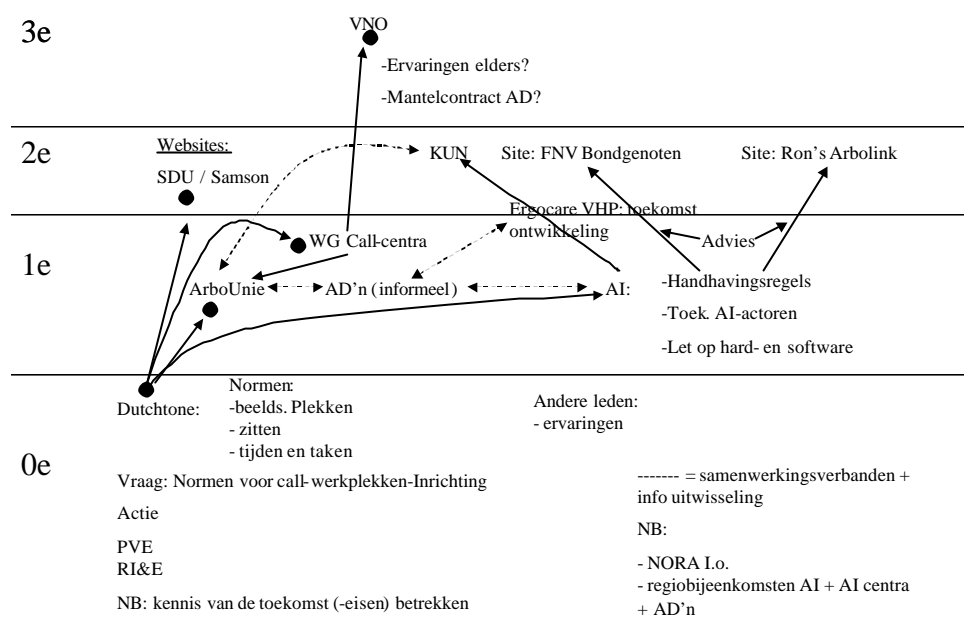 3e
VNO
-Ervaringen elders?
-Mantelcontract AD?
2e
Websites:
SDU / Samson
KUN
Site: FNV Bondgenoten
Site: Ron's Arbolink
Ergocare VHP: toekomst
ontwikkeling
WG Call-centra
Advies
1e
ArboUnie
AD'n (informeel)
AI:
-Handhavingsregels
-Toek. AI-actoren
-Let op hard- en software
Dutchtone:
Normen:
-beelds. Plekken
- zitten
- tijden en taken
Andere leden:
- ervaringen
0e
Vraag: Normen voor call-werkplekken-Inrichting
Actie
PVE
RI&E
NB: kennis van de toekomst (-eisen) betrekken
------- = samenwerkingsverbanden +
info uitwisseling
NB:
- NORA I.o.
- regiobijeenkomsten AI + AI centra
+ AD'n